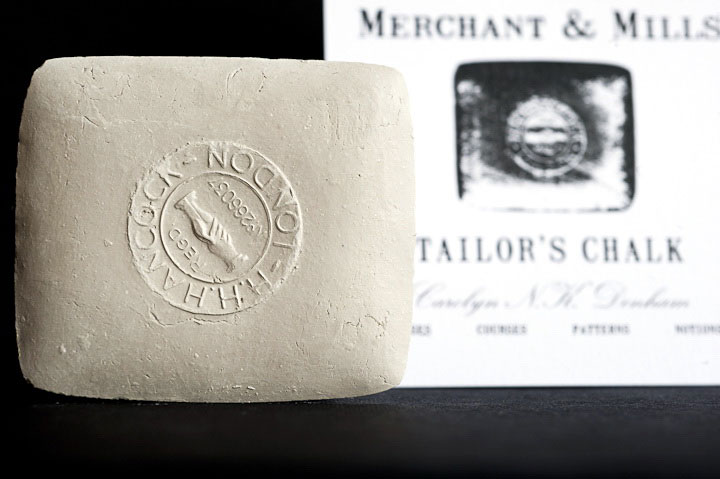 H.H.HANCOCK - LONDON -
REGD
MERCHANT & MILLS
TAILOR'S CHALK
Carolyn N.K. Denham
COURSES
PATTERNS
NOTIONS